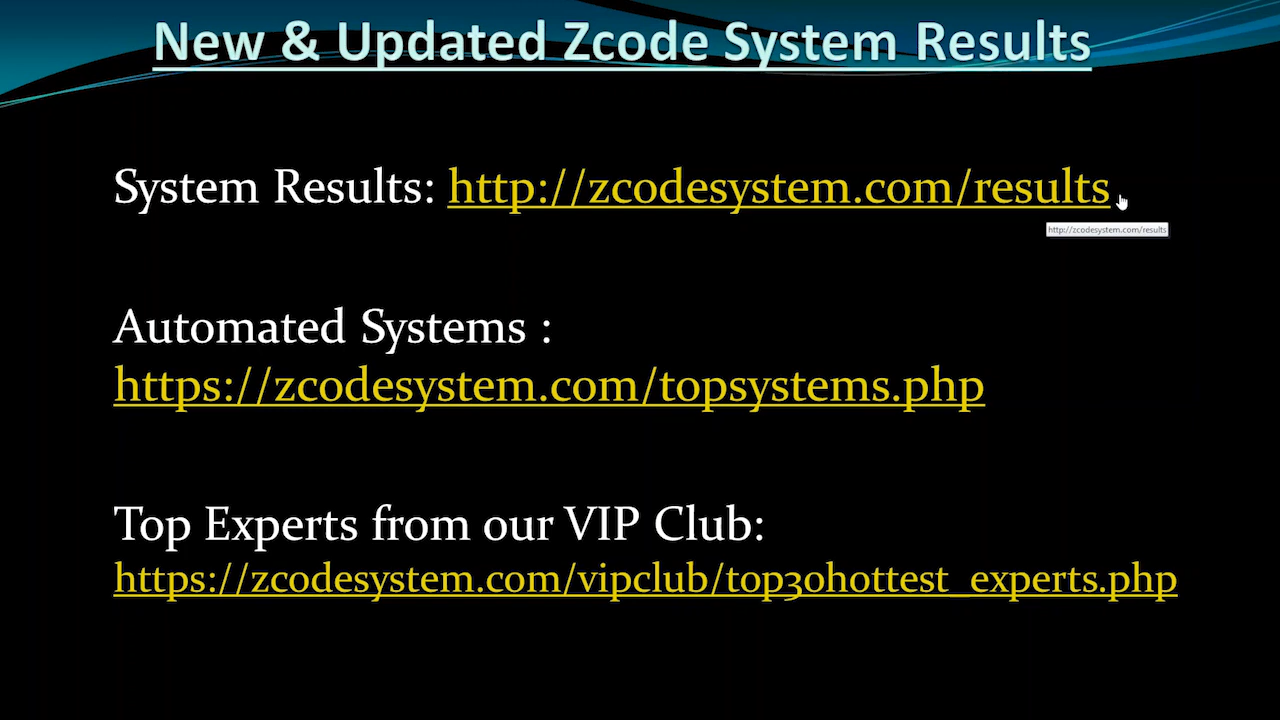 New & Updated Zcode System Results
System Results: http://zcodesystem.com/results
http://zcodesystem.com/results
Automated Systems :
https://zcodesystem.com/topsystems.php
Top Experts from our VIP Club:
https://zcodesystem.com/vipclub/top30hottest_experts.php